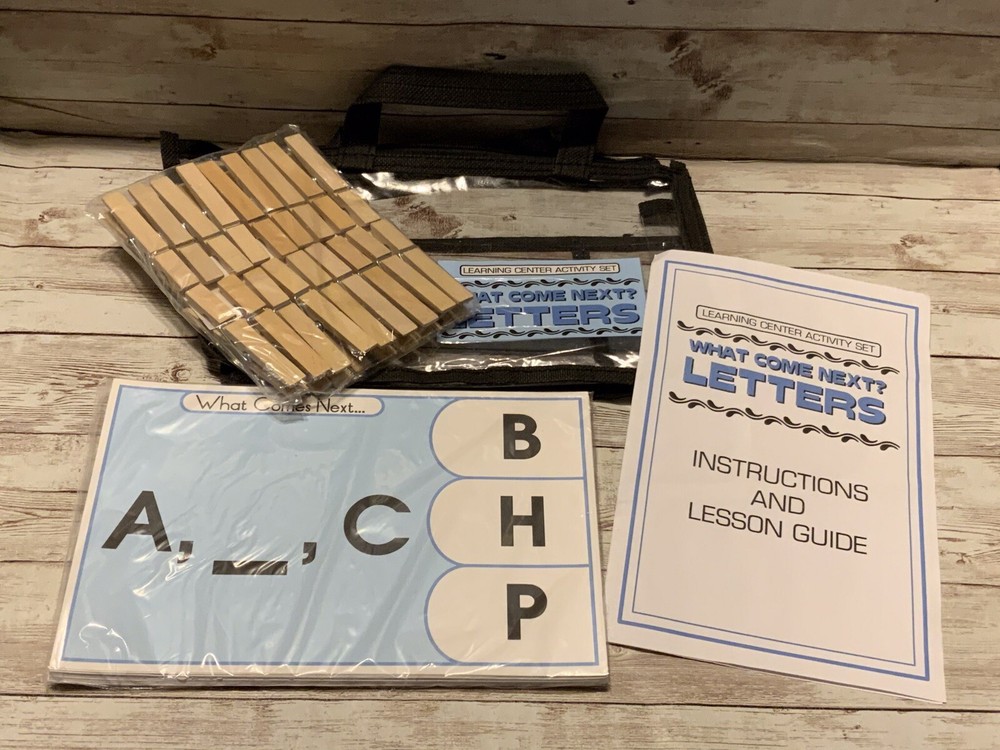 LEARNING CENTER ACTIVITY SET
WHAT COME NEXT?
LETTERS
LEARNING CENTER ACTIVITY SET
WHAT COME NEXT?
LETTERS
INSTRUCTIONS
AND
LESSON GUIDE
What Comes Next...
A, __, C
B
H
P